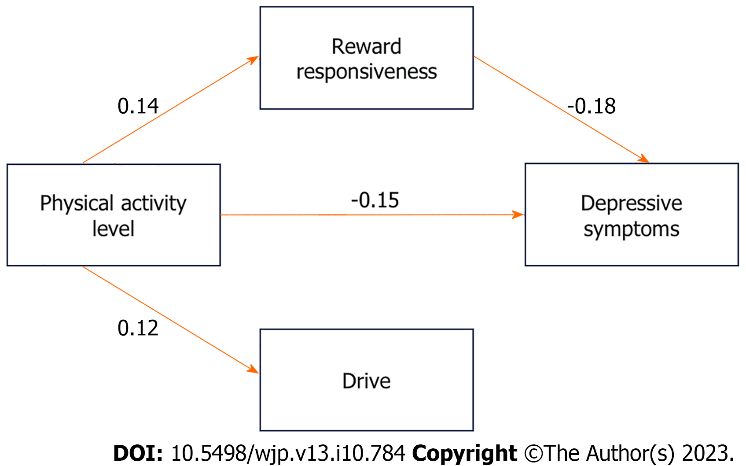 Reward
responsiveness
0.14
-0.18
Physical activity
level
-0.15
Depressive
symptoms
0.12
Drive
DOI: 10.5498/wjp.v13.i10.784 Copyright ©The Author(s) 2023.